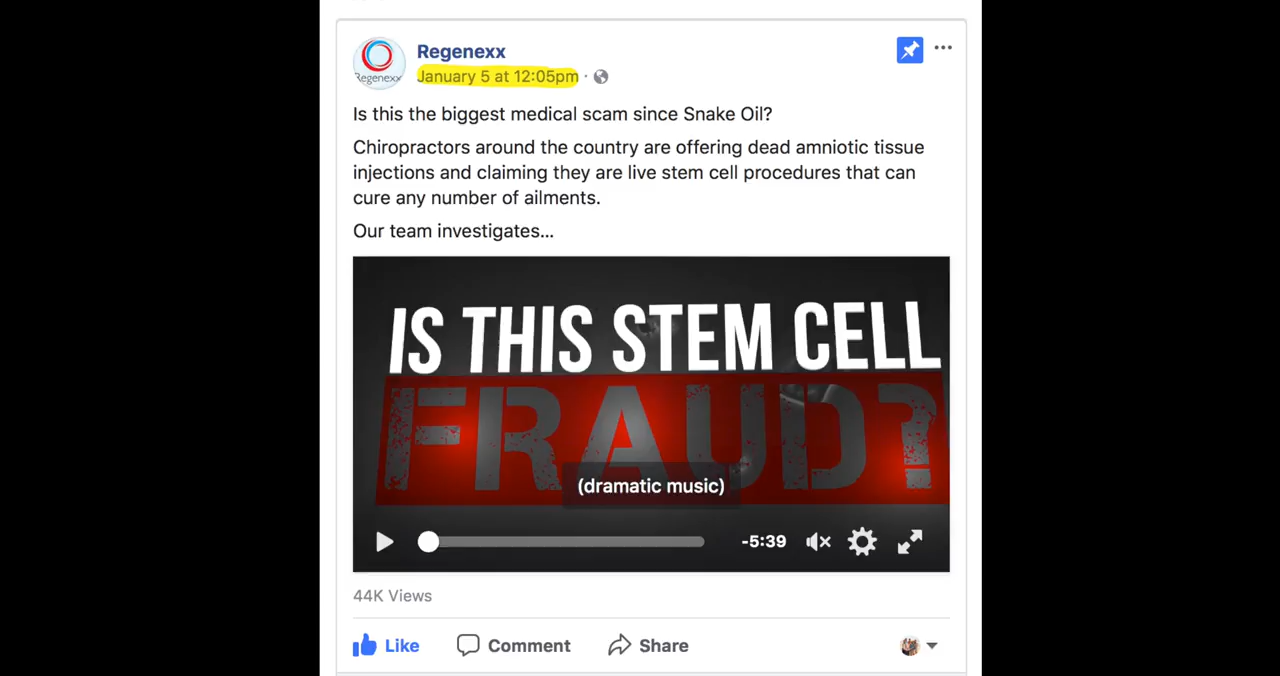 Regenexx
Regenexx
January 5 at 12:05pm ·
Is this the biggest medical scam since Snake Oil?
Chiropractors around the country are offering dead amniotic tissue
injections and claiming they are live stem cell procedures that can
cure any number of ailments.
Our team investigates...
IS THIS STEM CELL
FRAUD?
(dramatic music)
-5:39
44K Views
Like Comment Share